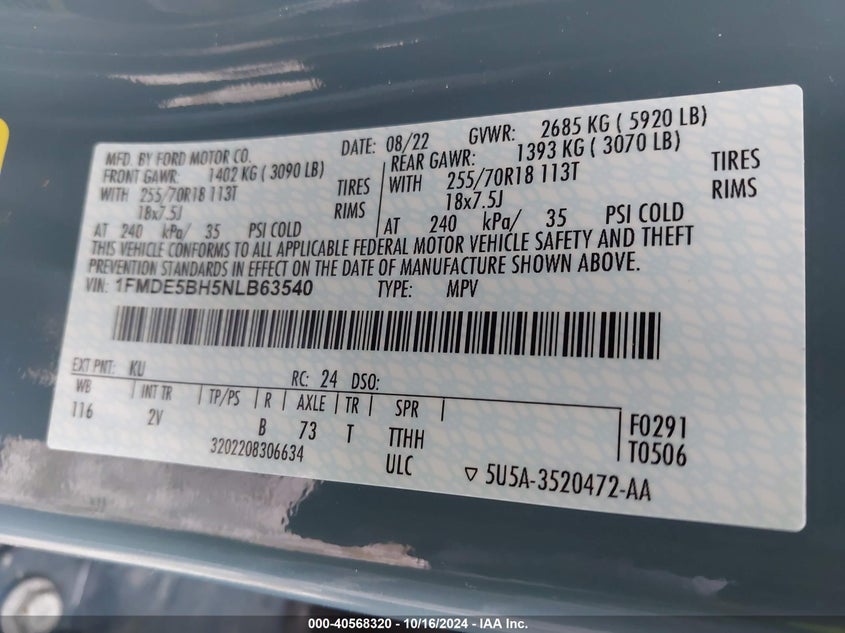 MFD. BY FORD MOTOR CO. DATE: 08/22 GVWR: 2685 KG ( 5920 LB)
FRONT GAWR: 1402 KG ( 3090 LB) REAR GAWR: 1393 KG ( 3070 LB)
WITH 255/70R18 113T TIRES WITH 255/70R18 113T TIRES
18x7.5J RIMS 18x7.5J RIMS
AT 240 kPa/ 35 PSI COLD AT 240 kPa/ 35 PSI COLD
THIS VEHICLE CONFORMS TO ALL APPLICABLE FEDERAL MOTOR VEHICLE SAFETY AND THEFT
PREVENTION STANDARDS IN EFFECT ON THE DATE OF MANUFACTURE SHOWN ABOVE.
VIN: 1FMDE5BH5NLB63540 TYPE: MPV
EXT PNT: KU RC: 24 DSO:
WB INT TR TP/PS R AXLE TR SPR
116 2V B 73 T TTHH F0291
3202208306634 ULC T0506
▽ 5U5A-3520472-AA
000-40568320 - 10/16/2024 - IAA Inc.